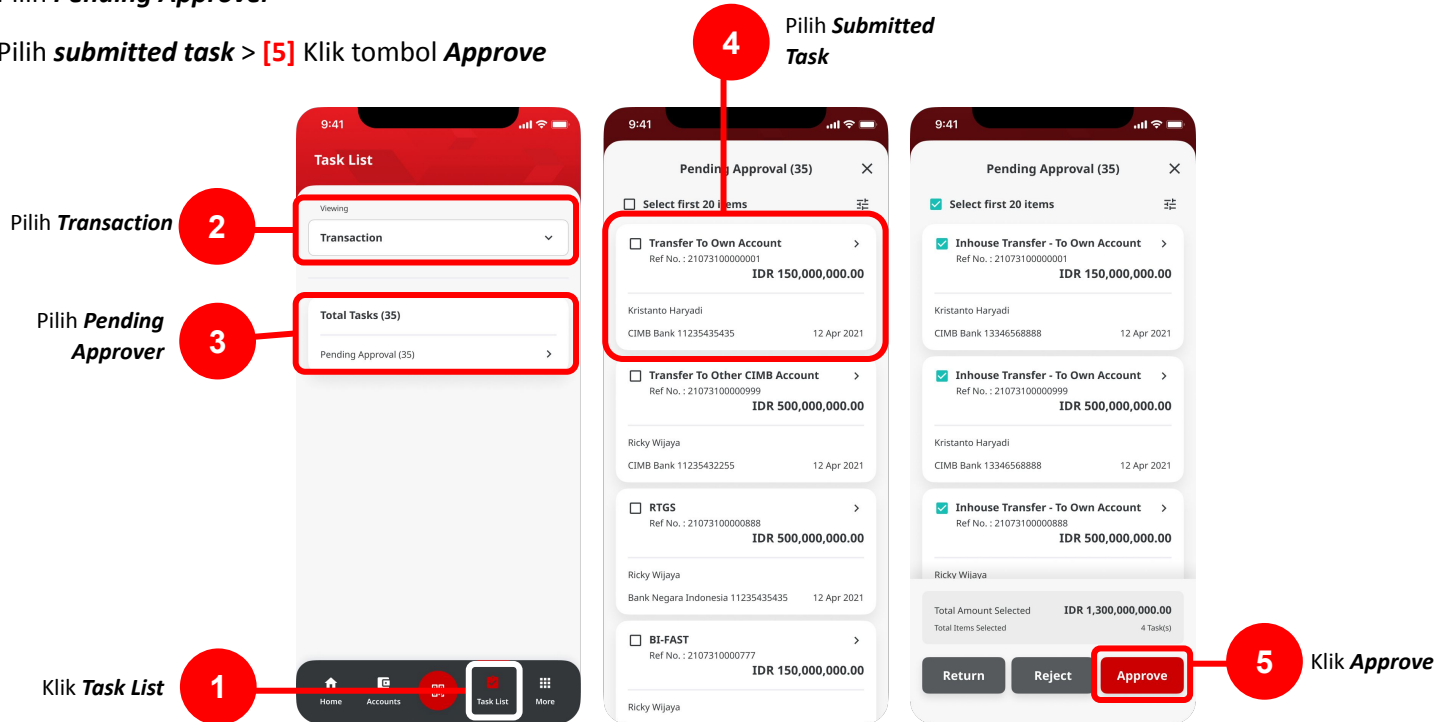 Pilih Pending Approver
Pilih submitted task > [5] Klik tombol Approve
4
Pilih Submitted
Task
Pilih Transaction
2
Pilih Pending
Approver
3
Klik Task List
1
9:41
Task List
Viewing
Transaction
Total Tasks (35)
Pending Approval (35)
Home
Accounts
Task List
More
9:41
Pending Approval (35)
Select first 20 items
Transfer To Own Account
Ref No. : 21073100000001
IDR 150,000,000.00
Kristanto Haryadi
CIMB Bank 11235435435 12 Apr 2021
Transfer To Other CIMB Account
Ref No. : 21073100000999
IDR 500,000,000.00
Ricky Wijaya
CIMB Bank 11235432255 12 Apr 2021
RTGS
Ref No. : 21073100000888
IDR 500,000,000.00
Ricky Wijaya
Bank Negara Indonesia 11235435435 12 Apr 2021
BI-FAST
Ref No. : 2107310000777
IDR 150,000,000.00
Ricky Wijaya
9:41
Pending Approval (35)
Select first 20 items
Inhouse Transfer - To Own Account
Ref No. : 21073100000001
IDR 150,000,000.00
Kristanto Haryadi
CIMB Bank 13346568888 12 Apr 2021
Inhouse Transfer - To Own Account
Ref No. : 21073100000999
IDR 500,000,000.00
Kristanto Haryadi
CIMB Bank 13346568888 12 Apr 2021
Inhouse Transfer - To Own Account
Ref No. : 21073100000888
IDR 500,000,000.00
Ricky Wijaya
Total Amount Selected IDR 1,300,000,000.00
Total Items Selected 4 Task(s)
Return
Reject
Approve
5
Klik Approve